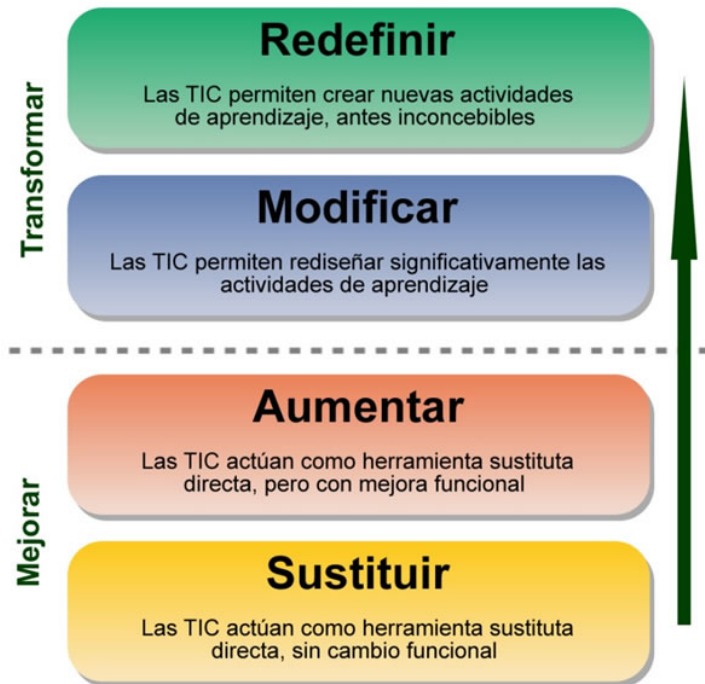 Transformar
Redefinir
Las TIC permiten crear nuevas actividades
de aprendizaje, antes inconcebibles
Modificar
Las TIC permiten rediseñar significativamente las
actividades de aprendizaje
Mejorar
Aumentar
Las TIC actúan como herramienta sustituta
directa, pero con mejora funcional
Sustituir
Las TIC actúan como herramienta sustituta
directa, sin cambio funcional